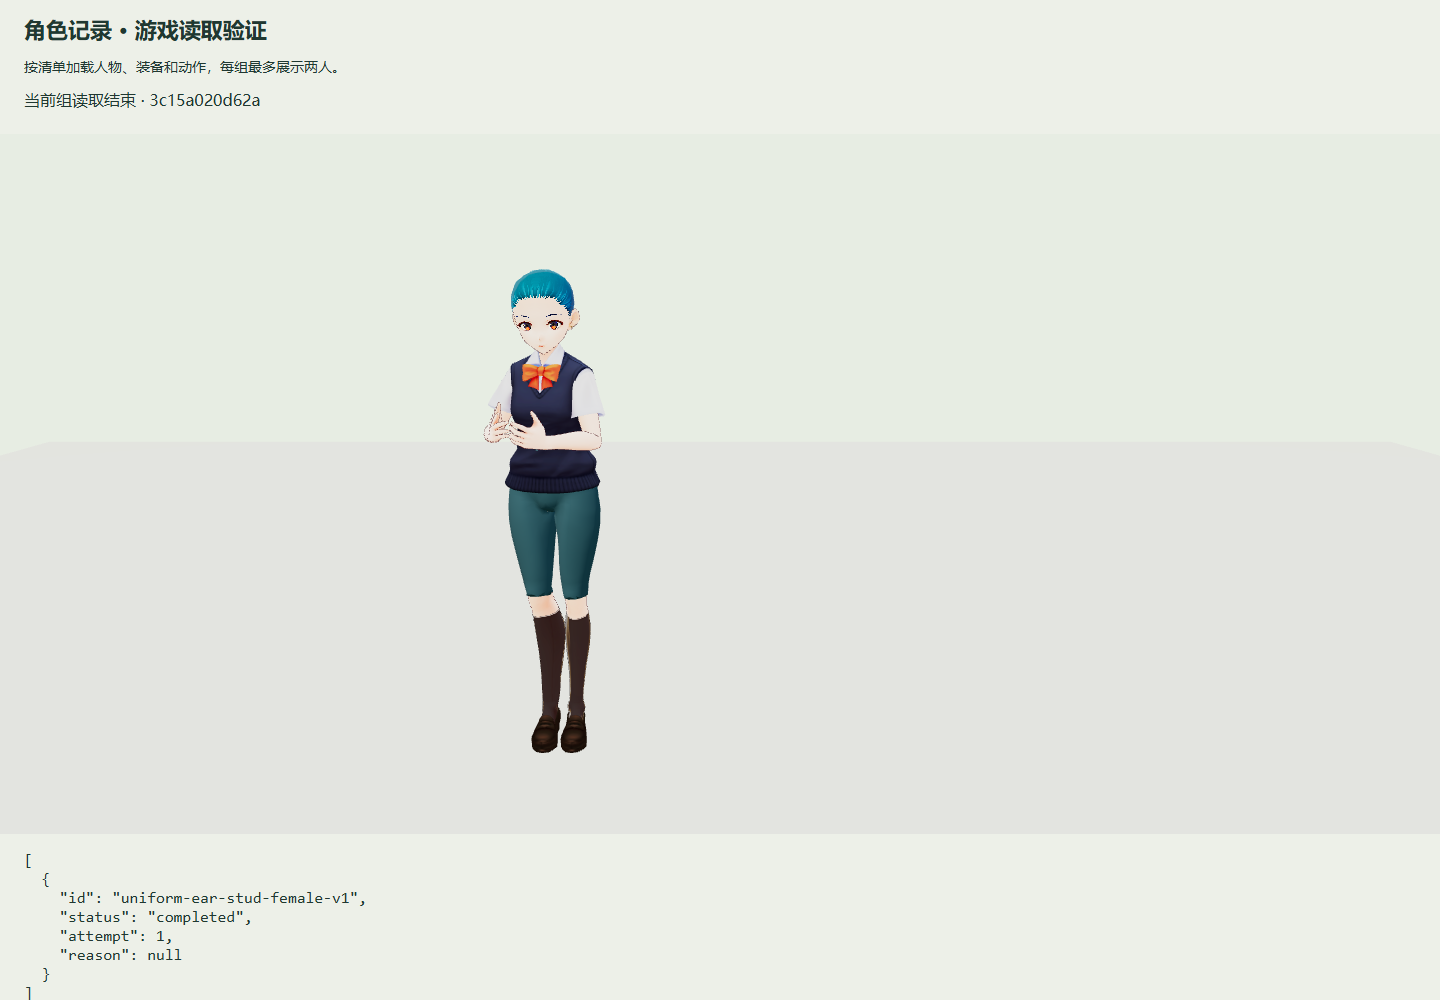 角色记录 • 游戏读取验证
按清单加载人物、装备和动作，每组最多展示两人。
当前组读取结束 · 3c15a020d62a
[
  {
    "id": "uniform-ear-stud-female-v1",
    "status": "completed",
    "attempt": 1,
    "reason": null
  }
]